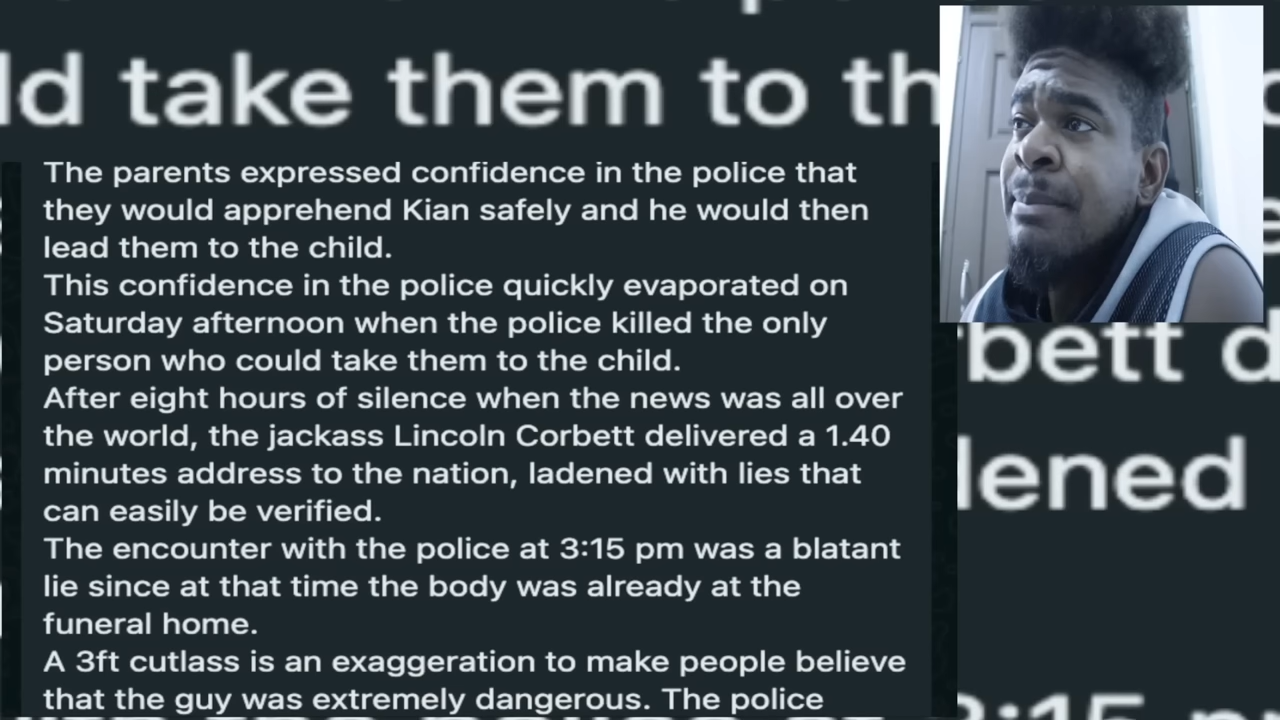 ld take them to th
The parents expressed confidence in the police that
they would apprehend Kian safely and he would then
lead them to the child.
This confidence in the police quickly evaporated on
Saturday afternoon when the police killed the only
person who could take them to the child.
After eight hours of silence when the news was all over
the world, the jackass Lincoln Corbett delivered a 1.40
minutes address to the nation, ladened with lies that
can easily be verified.
The encounter with the police at 3:15 pm was a blatant
lie since at that time the body was already at the
funeral home.
A 3ft cutlass is an exaggeration to make people believe
that the guy was extremely dangerous. The police
rbett d
lened
3:15